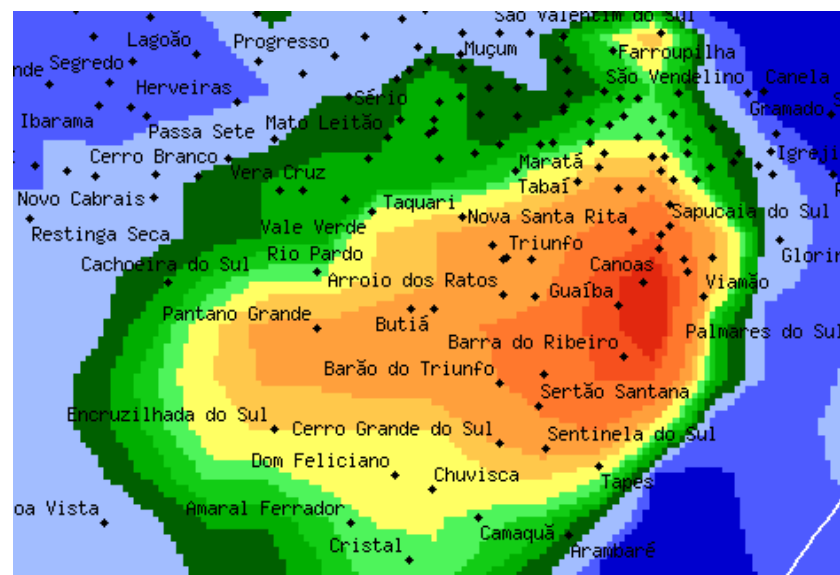 São Valentim do Sul
Lagoão
Progresso
Muçum
Farroupilha
nde
Segredo
Herveiras
São Vendelino
Canela
Sério
Gramado
S
Ibarama
Passa Sete
Mato Leitão
Cerro Branco
Maratá
Igreji
Vera Cruz
Tabaí
R
Novo Cabrais
Taquari
Nova Santa Rita
Sapucaia do Sul
Restinga Seca
Vale Verde
Triunfo
Rio Pardo
Glorin
Cachoeira do Sul
Canoas
Arroio dos Ratos
Guaíba
Viamão
Pantano Grande
Butiá
Palmares do Sul
Barra do Ribeiro
Barão do Triunfo
Sertão Santana
Encruzilhada do Sul
Cerro Grande do Sul
Sentinela do Sul
Dom Feliciano
Chuvisca
Tapes
oa Vista
Amaral Ferrador
Camaquã
Cristal
Arambaré